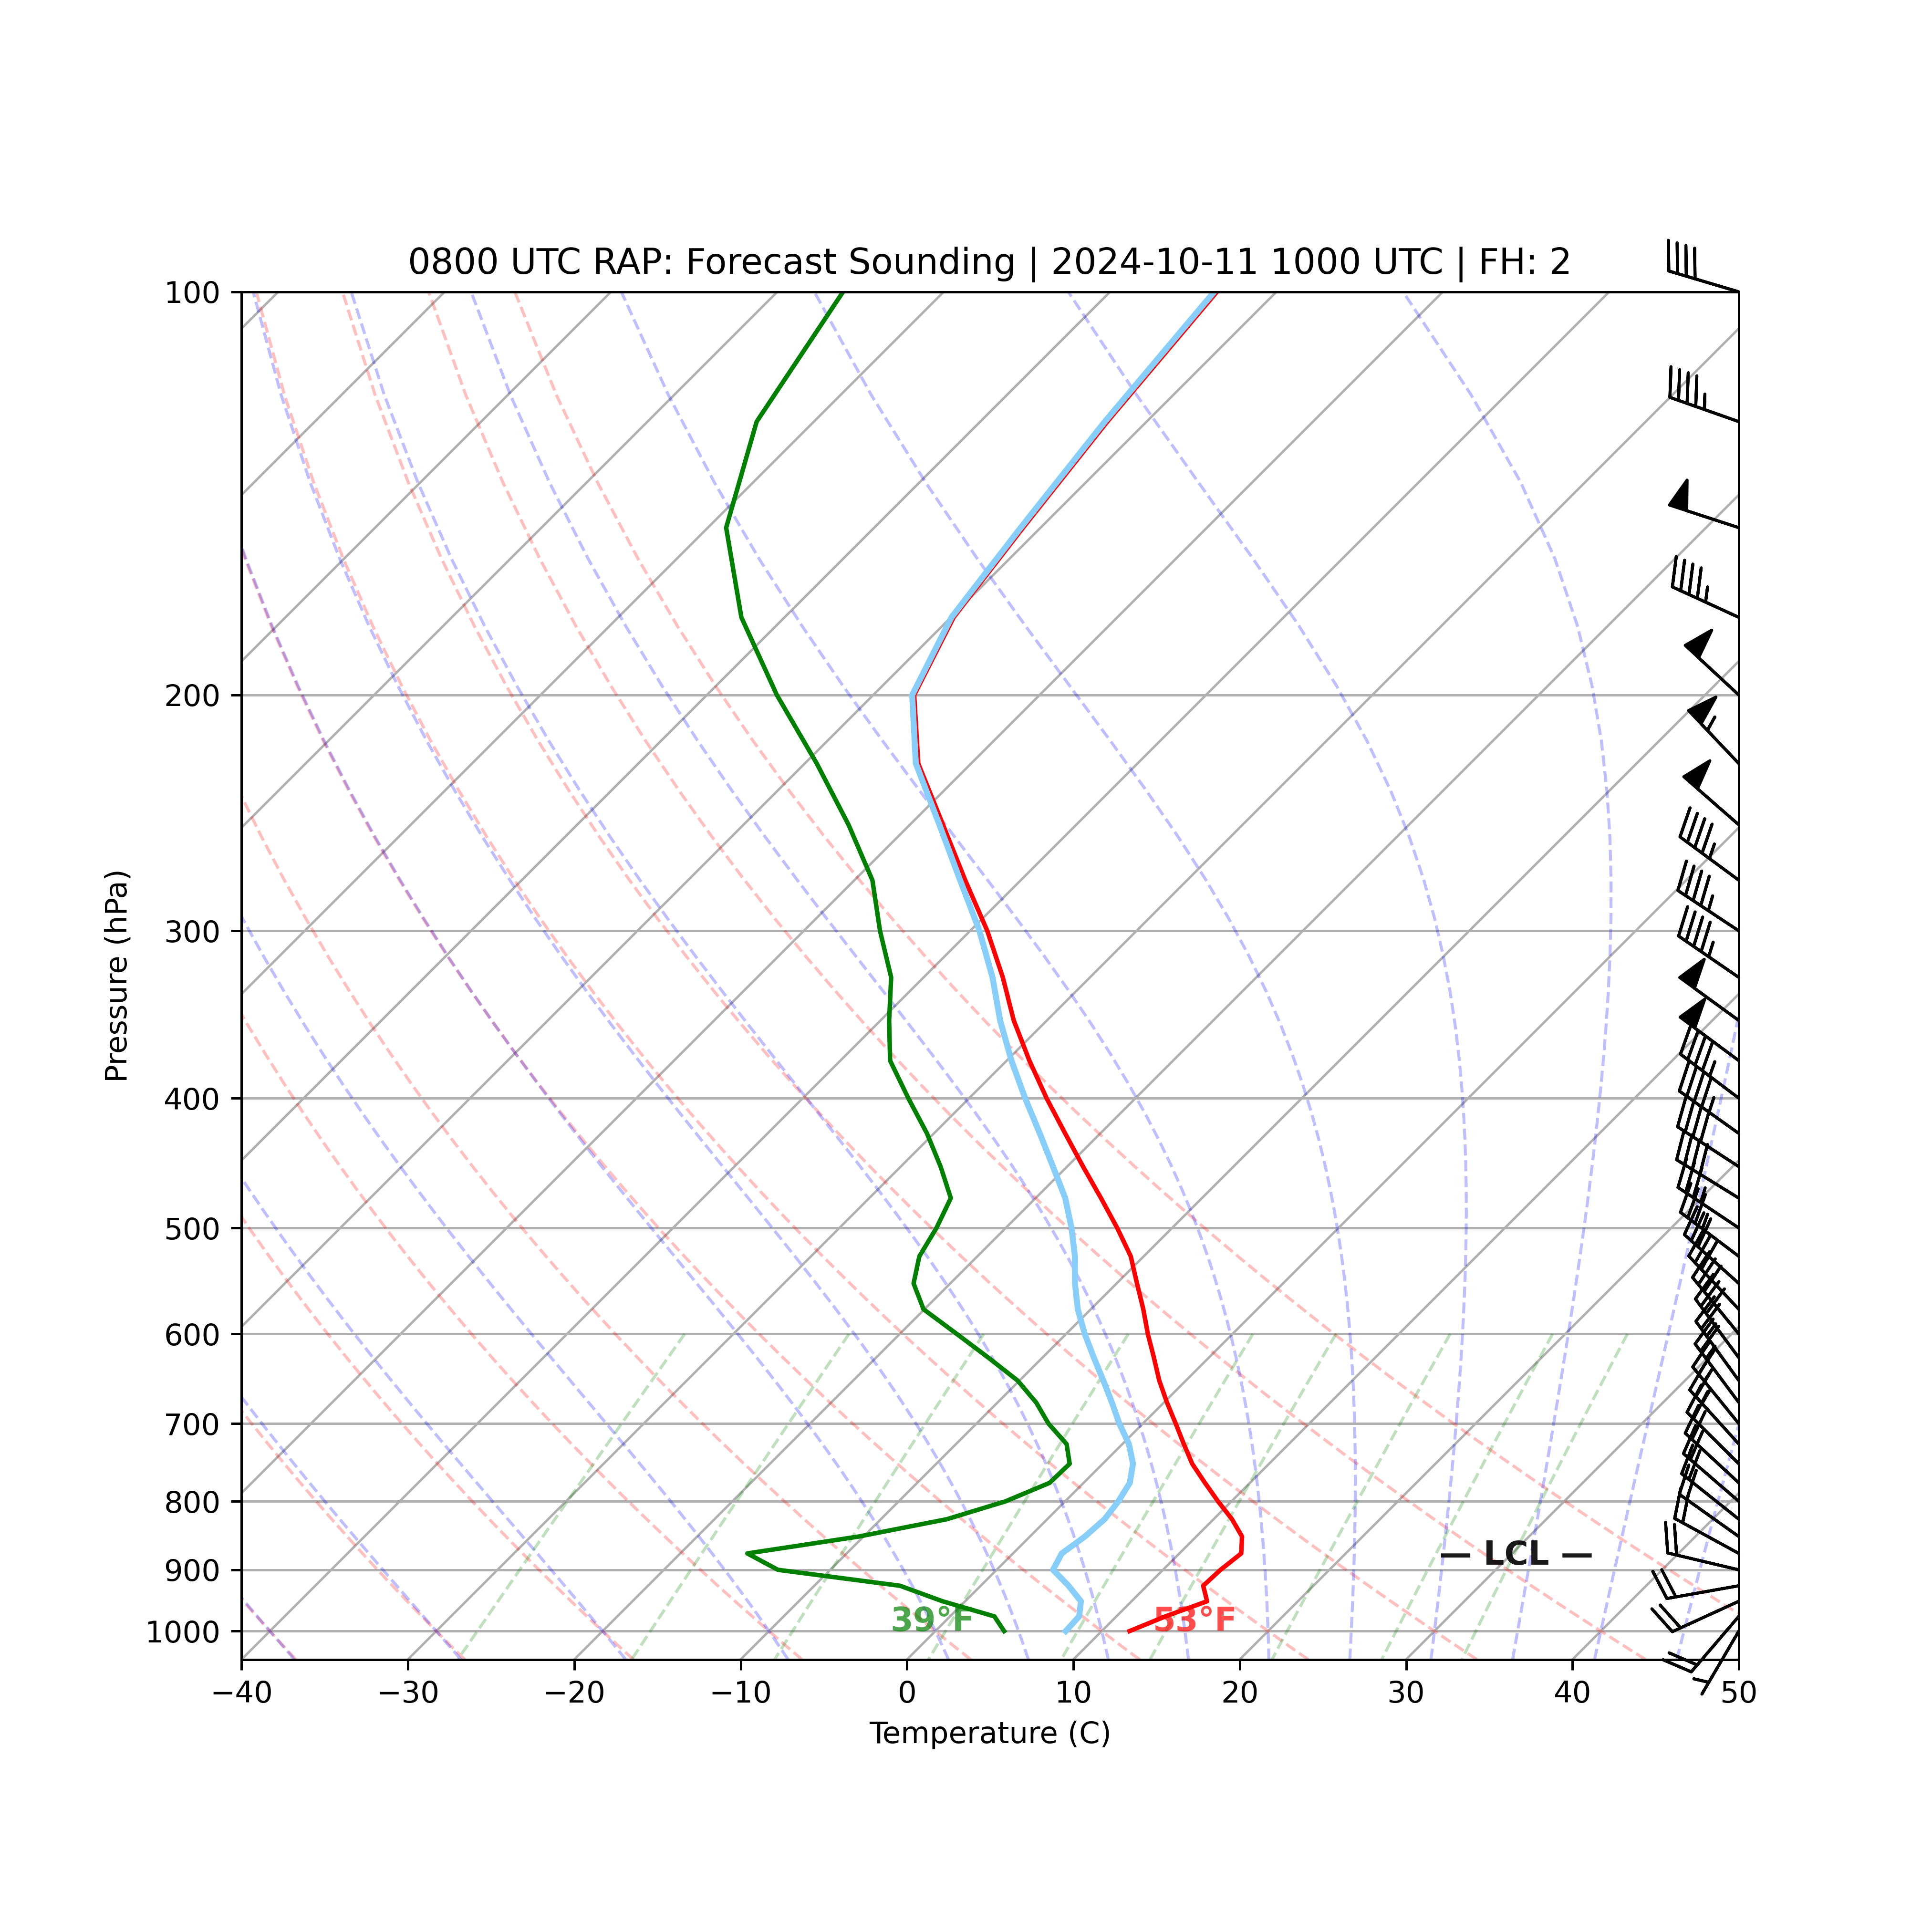 0800 UTC RAP: Forecast Sounding | 2024-10-11 1000 UTC | FH: 2
100
200
300
400
500
600
700
800
900
1000
Pressure (hPa)
— LCL —
39°F
53°F
−40 −30 −20 −10 0 10 20 30 40 50
Temperature (C)